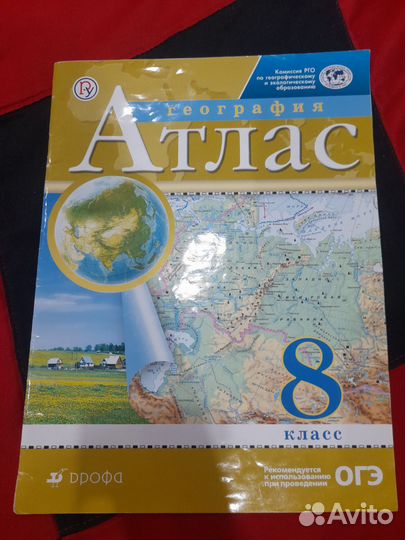 Комиссия РГО
по географическому
и экологическому
образованию
география
Атлас
8
класс
Рекомендуется
к использованию
при проведении
ОГЭ
дрофа
Avito